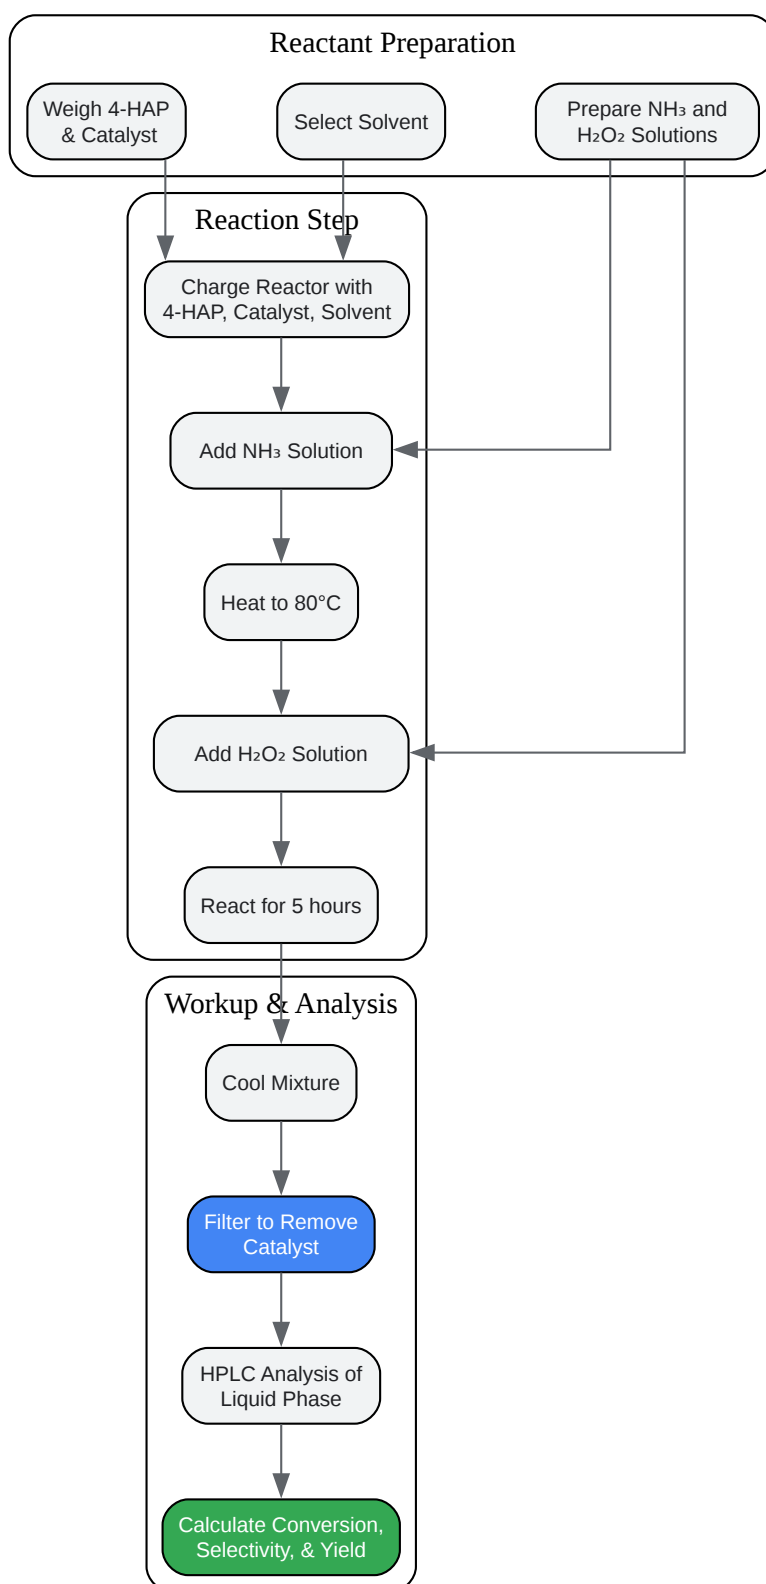 Reactant Preparation
Weigh 4-HAP
& Catalyst
Select Solvent
Prepare NH₃ and
H₂O₂ Solutions
Reaction Step
Charge Reactor with
4-HAP, Catalyst, Solvent
Add NH₃ Solution
Heat to 80°C
Add H₂O₂ Solution
React for 5 hours
Workup & Analysis
Cool Mixture
Filter to Remove
Catalyst
HPLC Analysis of
Liquid Phase
Calculate Conversion,
Selectivity, & Yield